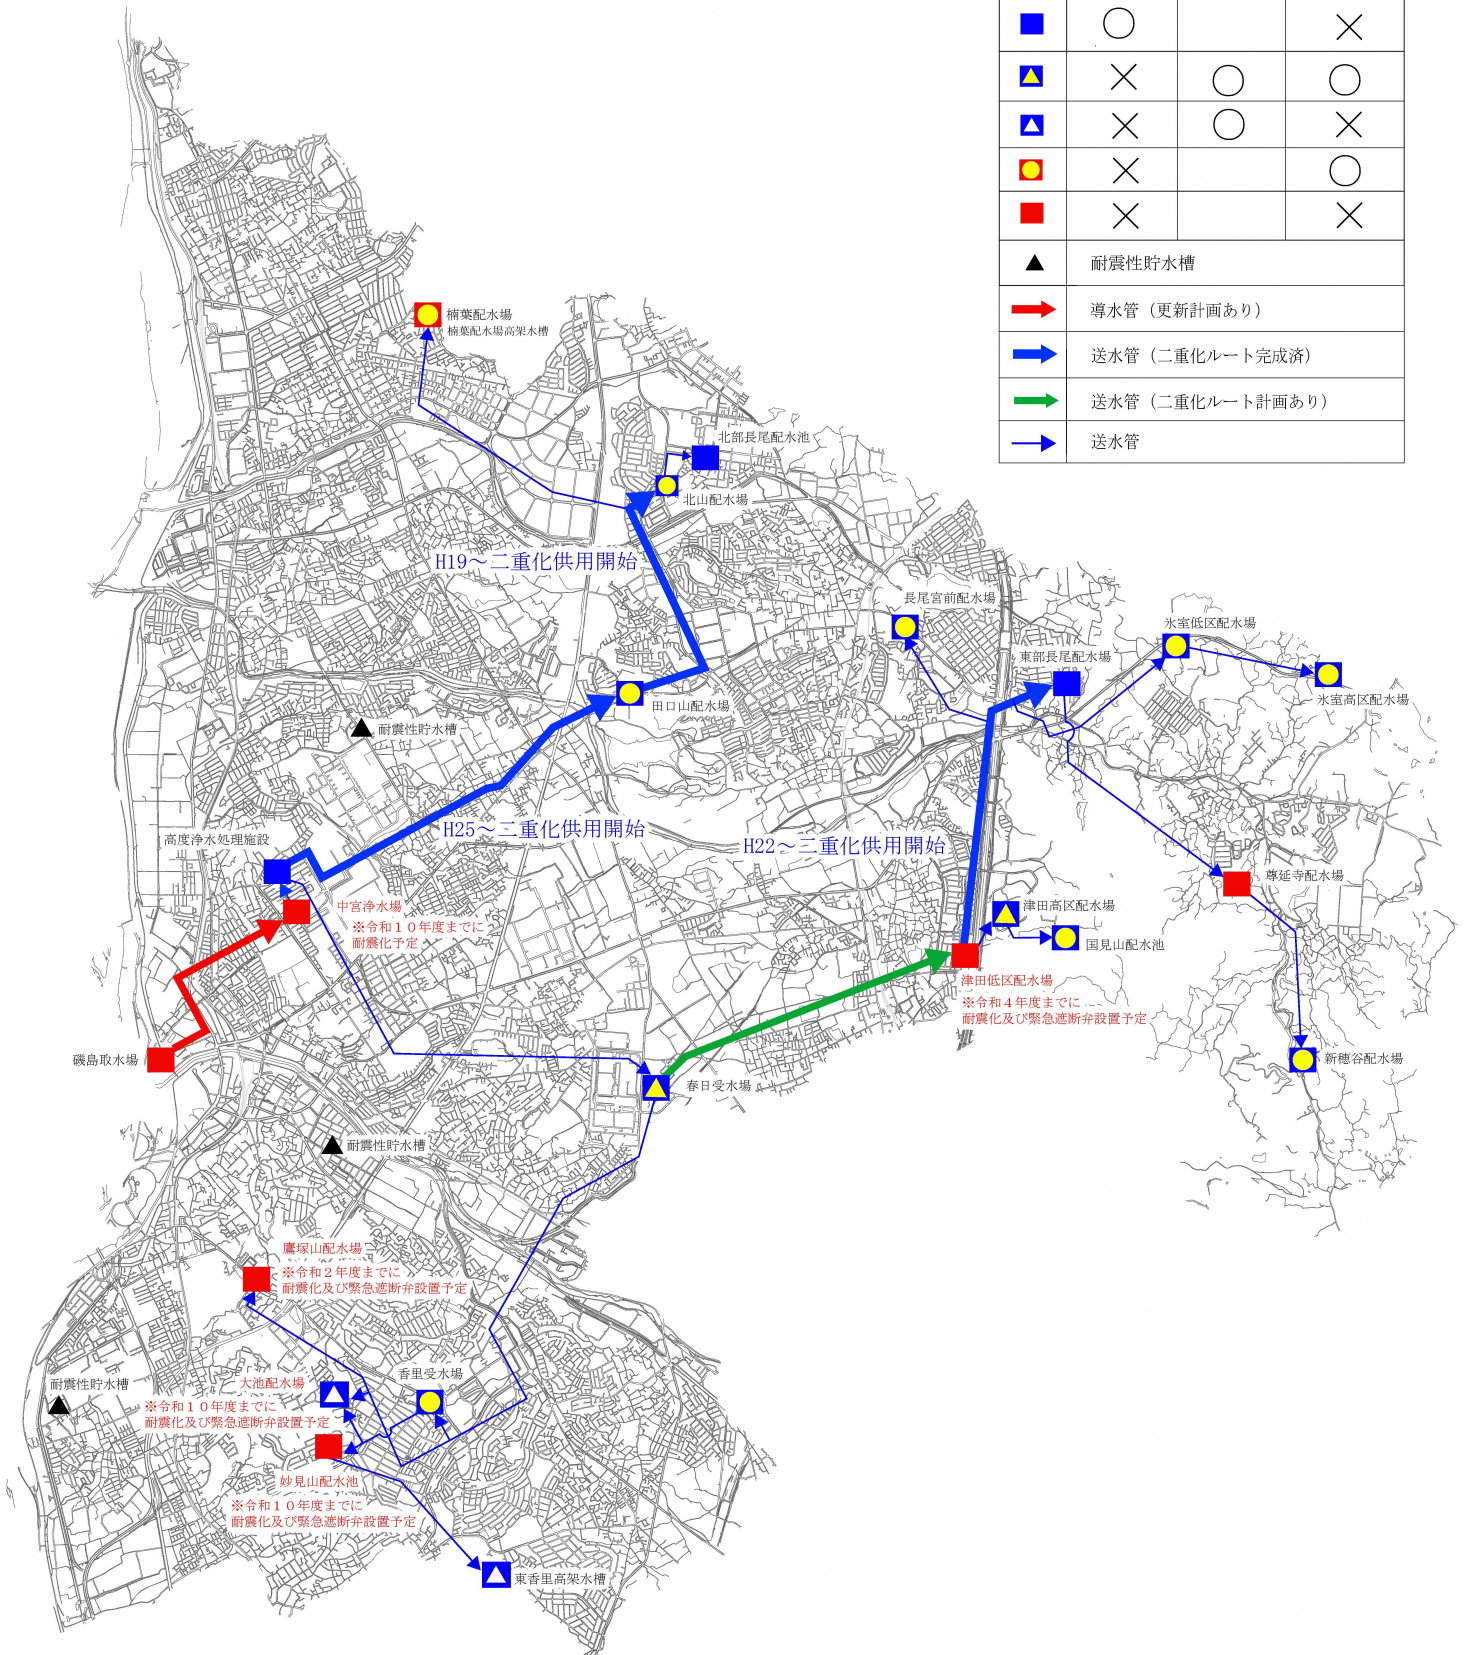 耐震性貯水槽
導水管（更新計画あり）
送水管（二重化ルート完成済）
送水管（二重化ルート計画あり）
送水管
楠葉配水場
楠葉配水場高架水槽
北部長尾配水池
北山配水場
H19～二重化供用開始
長尾宮前配水場
氷室低区配水場
東部長尾配水場
氷室高区配水場
田口山配水場
耐震性貯水槽
H25～二重化供用開始
高度浄水処理施設
H22～二重化供用開始
尊延寺配水場
中宮浄水場
※令和１０年度までに
耐震化予定
津田高区配水場
国見山配水池
津田低区配水場
※令和４年度までに
耐震化及び緊急遮断弁設置予定
磯島取水場
新穂谷配水場
春日受水場
耐震性貯水槽
鷹塚山配水場
※令和２年度までに
耐震化及び緊急遮断弁設置予定
香里受水場
耐震性貯水槽
大池配水場
※令和１０年度までに
耐震化及び緊急遮断弁設置予定
妙見山配水池
※令和１０年度までに
耐震化及び緊急遮断弁設置予定
東香里高架水槽